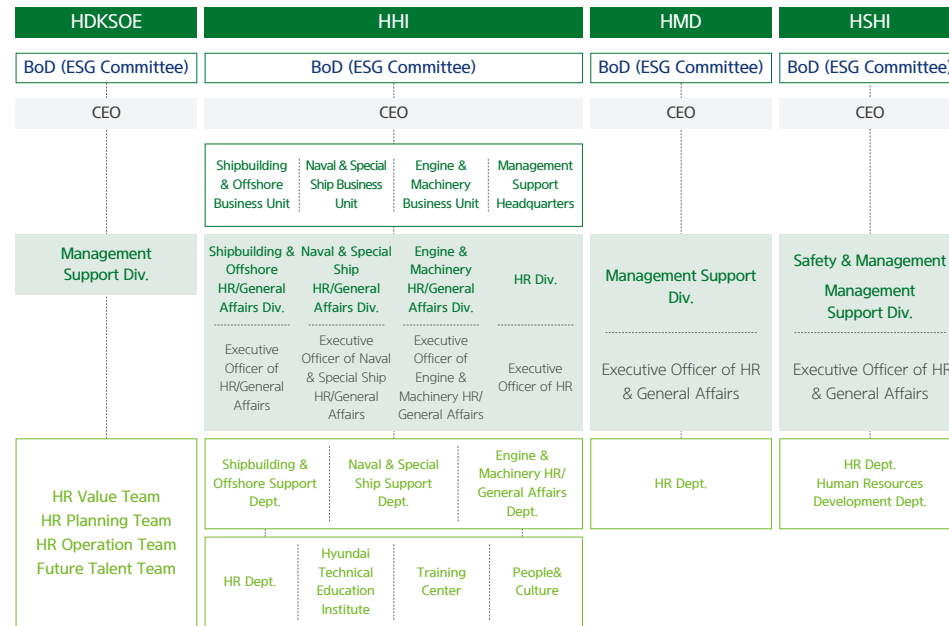 HDKSOE
HHI
HMD
HSHI
BoD (ESG Committee)
BoD (ESG Committee)
BoD (ESG Committee)
BoD (ESG Committee)
CEO
CEO
CEO
CEO
Shipbuilding
& Offshore
Business Unit
Naval & Special
Ship Business
Unit
Engine &
Machinery
Business Unit
Management
Support
Headquarters
Management
Support Div.
Shipbuilding &
Offshore
HR/General
Affairs Div.
Naval & Special
Ship
HR/General
Affairs Div.
Engine &
Machinery
HR/General
Affairs Div.
HR Div.
Management Support
Div.
Safety & Management
Management
Support Div.
Executive
Officer of
HR/General
Affairs
Executive
Officer of Naval
& Special Ship
HR/General
Affairs
Executive
Officer of
Engine &
Machinery HR/
General Affairs
Executive
Officer of HR
Executive Officer of HR
& General Affairs
Executive Officer of HR
& General Affairs
HR Value Team
HR Planning Team
HR Operation Team
Future Talent Team
Shipbuilding &
Offshore Support
Dept.
Naval & Special
Ship Support
Dept.
Engine &
Machinery HR/
General Affairs
Dept.
HR Dept.
HR Dept.
Human Resources
Development Dept.
HR Dept.
Hyundai
Technical
Education
Institute
Training
Center
People&
Culture